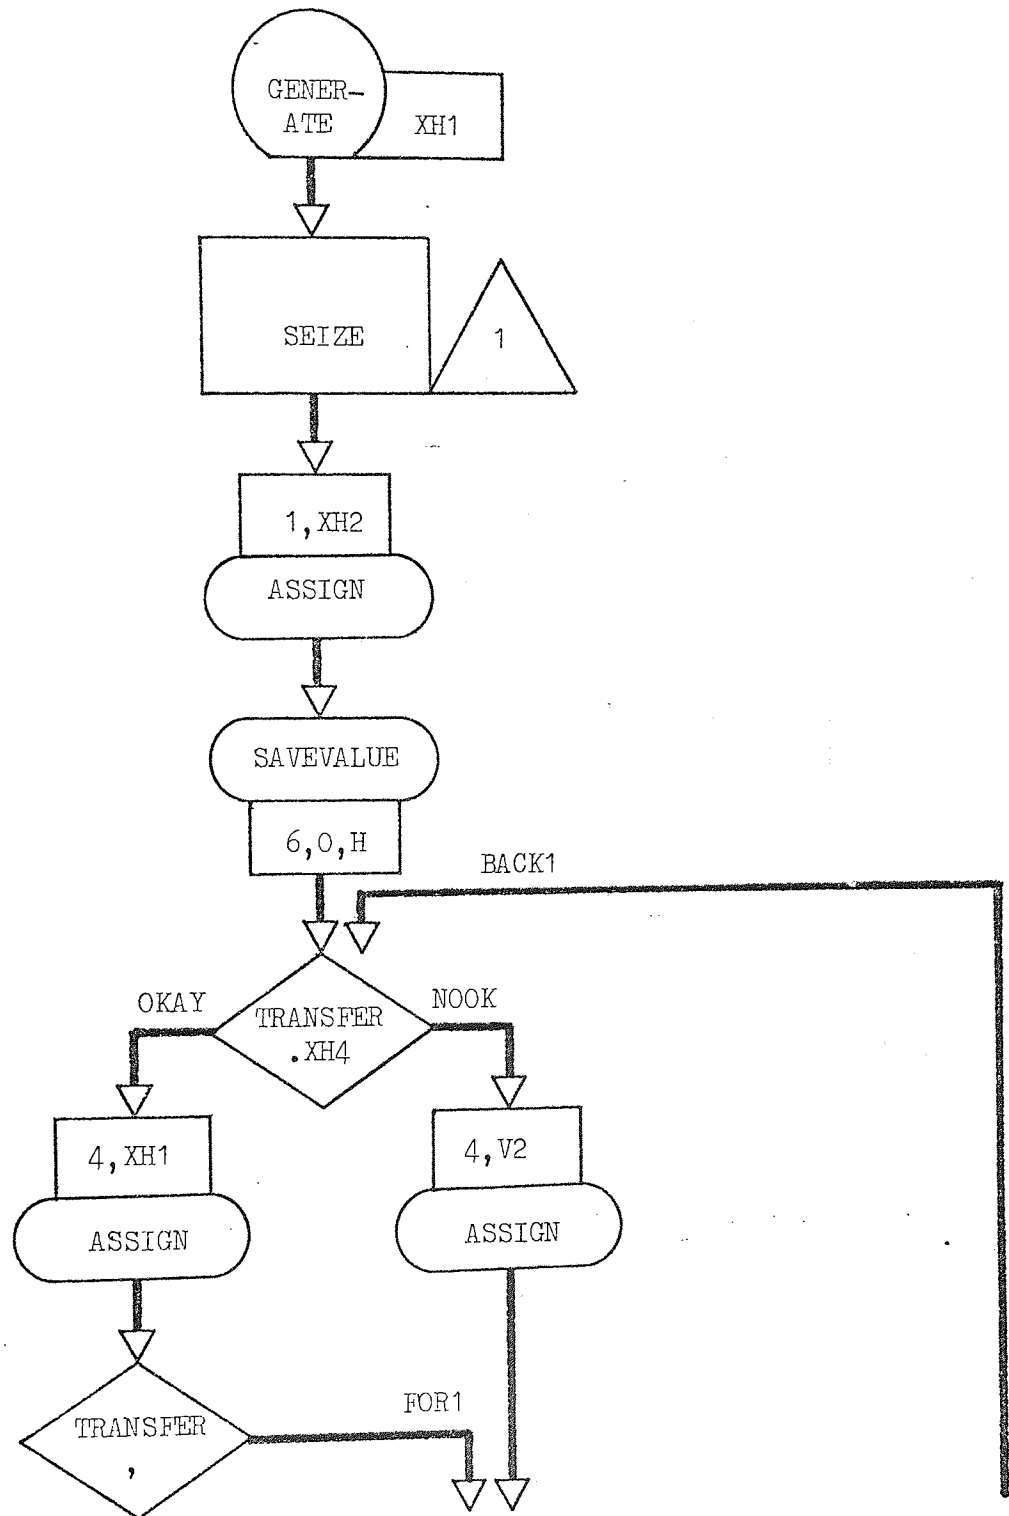 GENER-
ATE
XH1
SEIZE
1
1,XH2
ASSIGN
SAVEVALUE
6,0,H
BACK1
OKAY
NOOK
TRANSFER
.XH4
4,XH1
ASSIGN
4,V2
ASSIGN
TRANSFER
,
FOR1